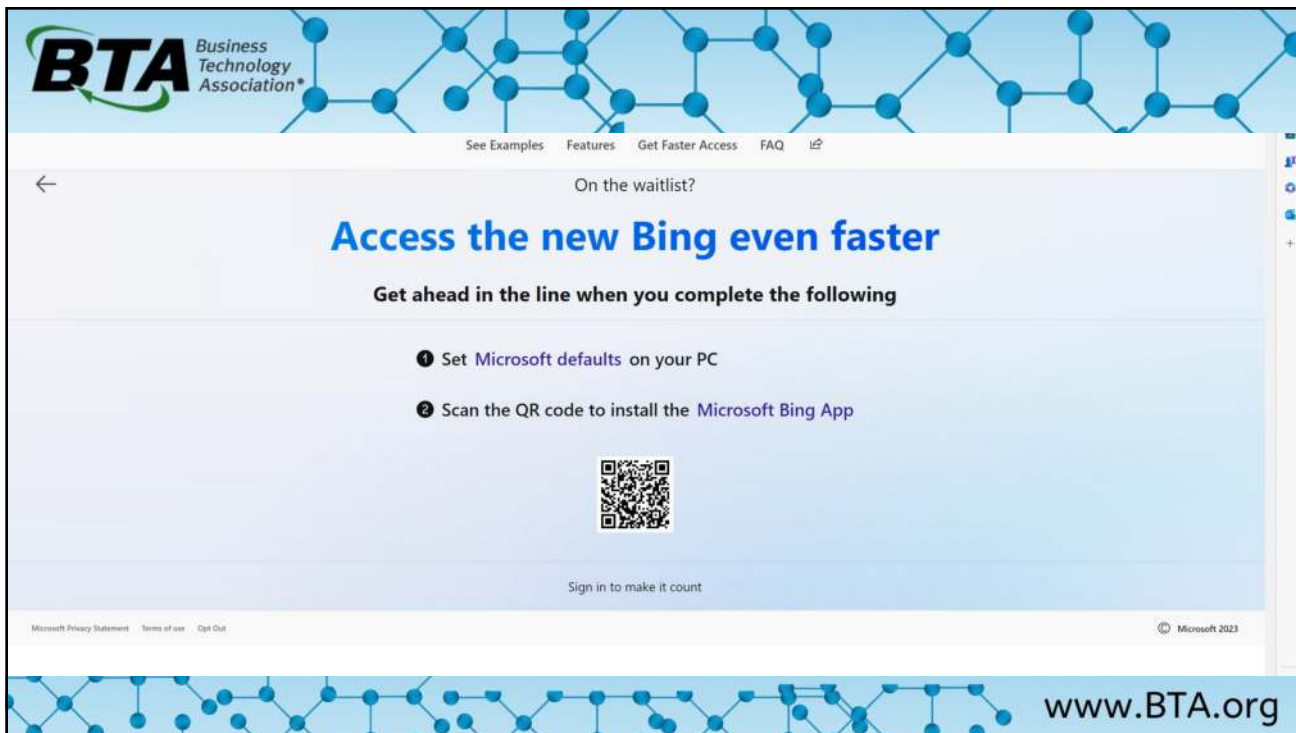 BTA
Business
Technology
Association®
See Examples Features Get Faster Access FAQ
On the waitlist?
Access the new Bing even faster
Get ahead in the line when you complete the following
1 Set Microsoft defaults on your PC
2 Scan the QR code to install the Microsoft Bing App
Sign in to make it count
Microsoft Privacy Statement Terms of use Opt Out
© Microsoft 2023
www.BTA.org